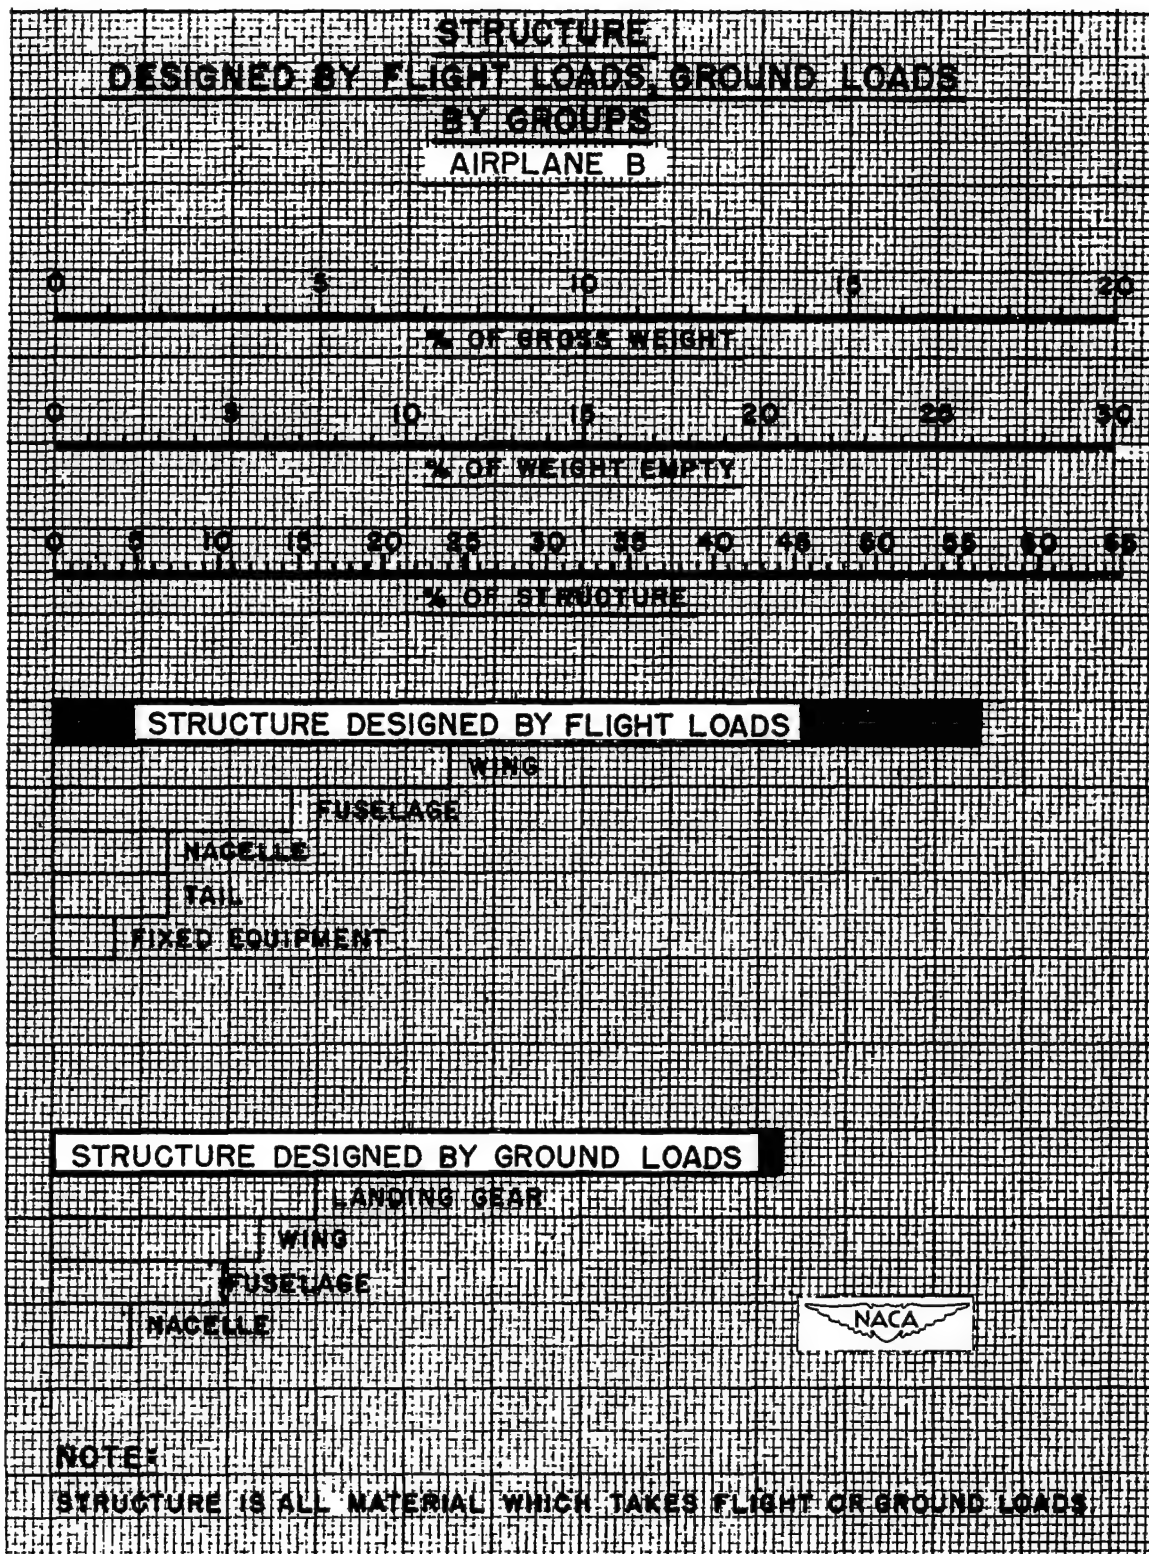 STRUCTURE
DESIGNED BY FLIGHT LOADS, GROUND LOADS
BY GROUPS
AIRPLANE B
0 5 10 15 20
% OF GROSS WEIGHT
0 5 10 15 20 25 30
% OF WEIGHT EMPTY
0 5 10 15 20 25 30 35 40 45 50 55 60 65
% OF STRUCTURE
STRUCTURE DESIGNED BY FLIGHT LOADS
WING
FUSELAGE
NACELLE
TAIL
FIXED EQUIPMENT
STRUCTURE DESIGNED BY GROUND LOADS
LANDING GEAR
WING
FUSELAGE
NACELLE
NACA
NOTE:
STRUCTURE IS ALL MATERIAL WHICH TAKES FLIGHT OR GROUND LOADS